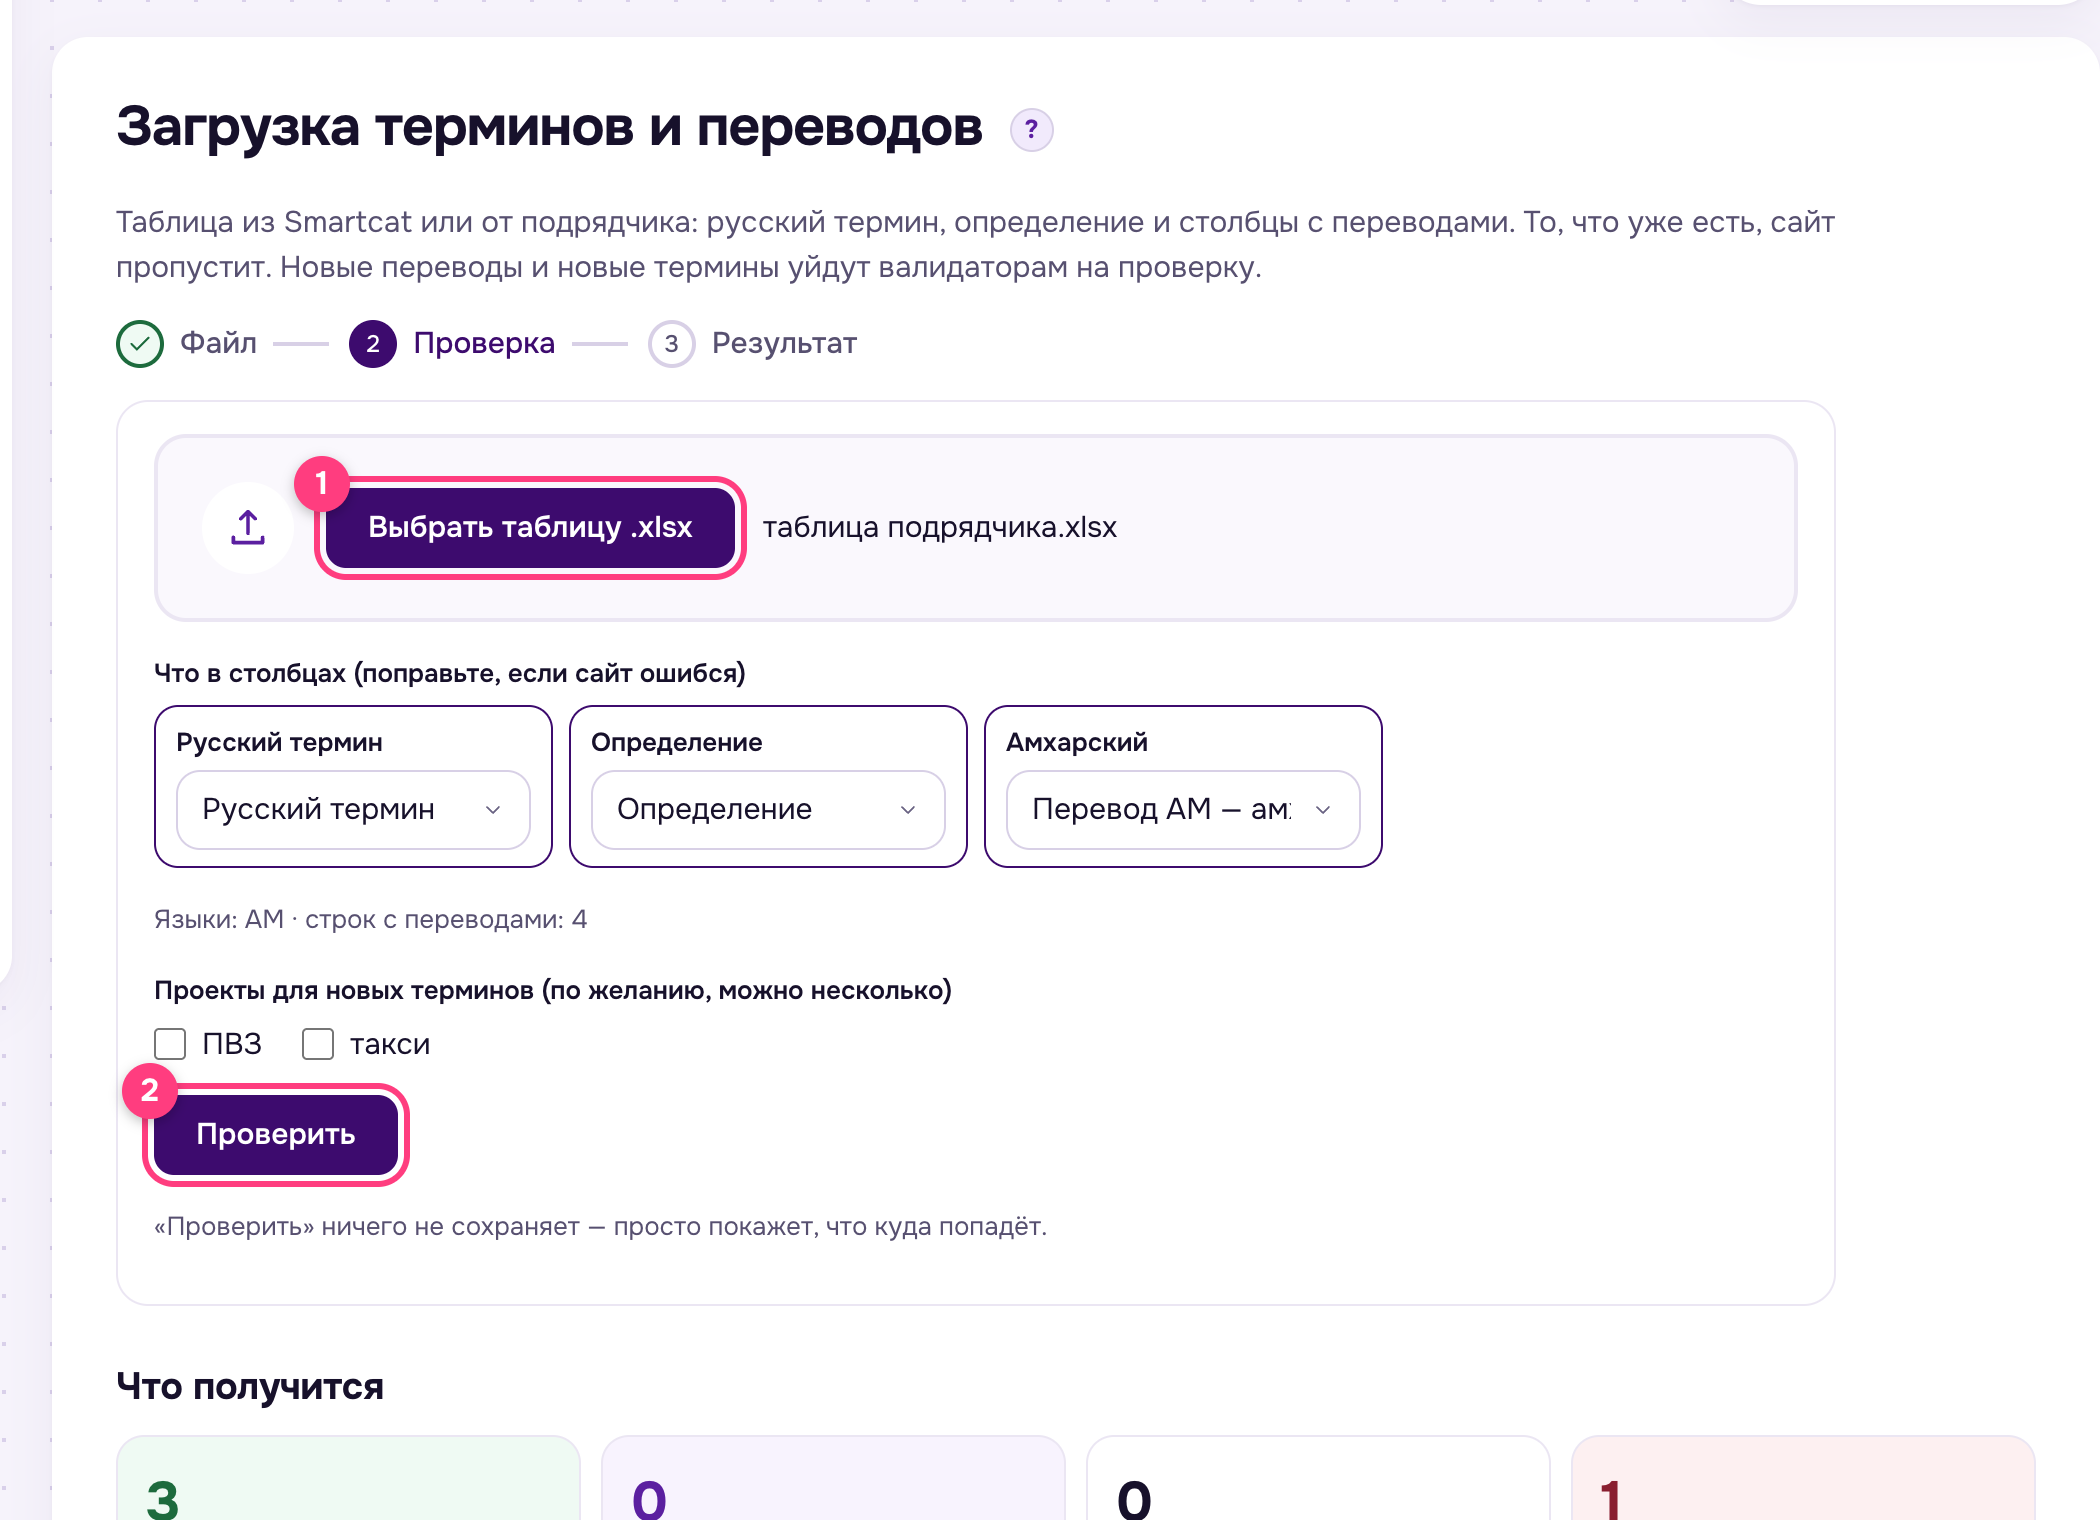 Загрузка терминов и переводов ?
Таблица из Smartcat или от подрядчика: русский термин, определение и столбцы с переводами. То, что уже есть, сайт
пропустит. Новые переводы и новые термины уйдут валидаторам на проверку.
Файл 2 Проверка 3 Результат
1
Выбрать таблицу .xlsx таблица подрядчика.xlsx
Что в столбцах (поправьте, если сайт ошибся)
Русский термин Определение Амхарский
Русский термин Определение Перевод AM —
Языки: AM · строк с переводами: 4
Проекты для новых терминов (по желанию, можно несколько)
ПВЗ такси
2
Проверить
«Проверить» ничего не сохраняет — просто покажет, что куда попадёт.
Что получится
3 0 0 1